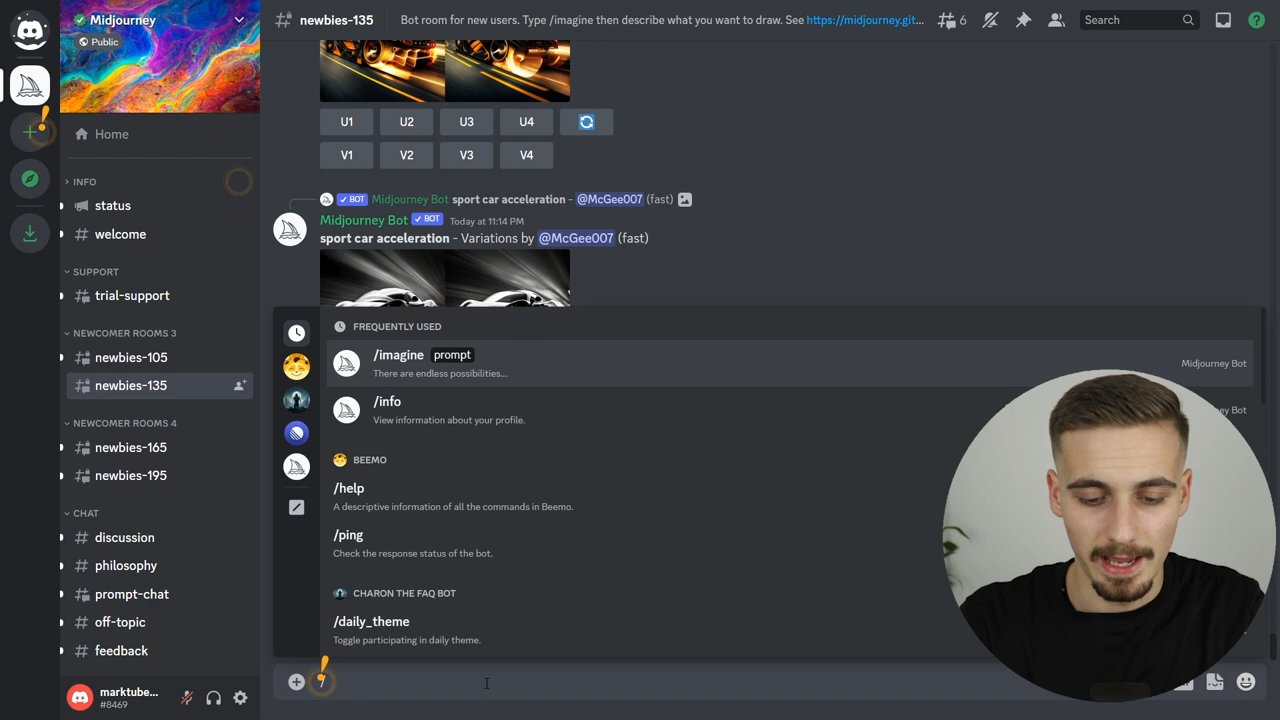 Midjourney
Public
Home
INFO
status
welcome
SUPPORT
trial-support
NEWCOMER ROOMS 3
newbies-105
newbies-135
NEWCOMER ROOMS 4
newbies-165
newbies-195
CHAT
discussion
philosophy
prompt-chat
off-topic
feedback
marktube...
#8469
newbies-135
Bot room for new users. Type /imagine then describe what you want to draw. See https://midjourney.git...
6
Search
U1 U2 U3 U4
V1 V2 V3 V4
BOT Midjourney Bot sport car acceleration - @McGee007 (fast)
Midjourney Bot BOT Today at 11:14 PM
sport car acceleration - Variations by @McGee007 (fast)
FREQUENTLY USED
/imagine prompt
There are endless possibilities...
Midjourney Bot
/info
View information about your profile.
Bot
BEEMO
/help
A descriptive information of all the commands in Beemo.
/ping
Check the response status of the bot.
CHARON THE FAQ BOT
/daily_theme
Toggle participating in daily theme.
/